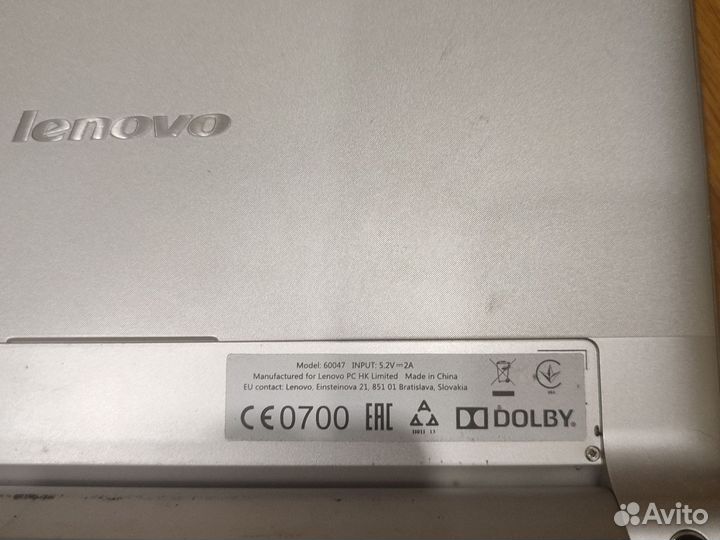 lenovo
Model: 60047 INPUT: 5.2V⎓2A
Manufactured for Lenovo PC HK Limited Made in China
EU contact: Lenovo, Einsteinova 21, 851 01 Bratislava, Slovakia
CE0700 EAC DOLBY.
Avito